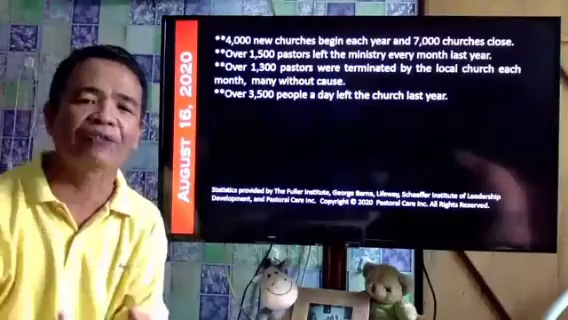 AUGUST 16, 2020
**4,000 new churches begin each year and 7,000 churches close.
**Over 1,500 pastors left the ministry every month last year.
**Over 1,300 pastors were terminated by the local church each
month, many without cause.
**Over 3,500 people a day left the church last year.
Statistics provided by The Fuller Institute, George Barna, Lifeway, Schaeffer Institute of Leadership
Development, and Pastoral Care Inc. Copyright © 2020 Pastoral Care Inc. All Rights Reserved.